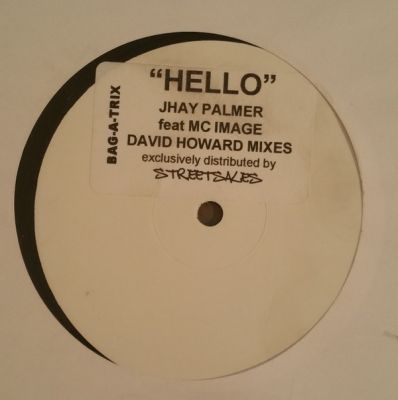 "HELLO"
JHAY PALMER
feat MC IMAGE
DAVID HOWARD MIXES
exclusively distributed by
STREETSALES
BAG-A-TRIX